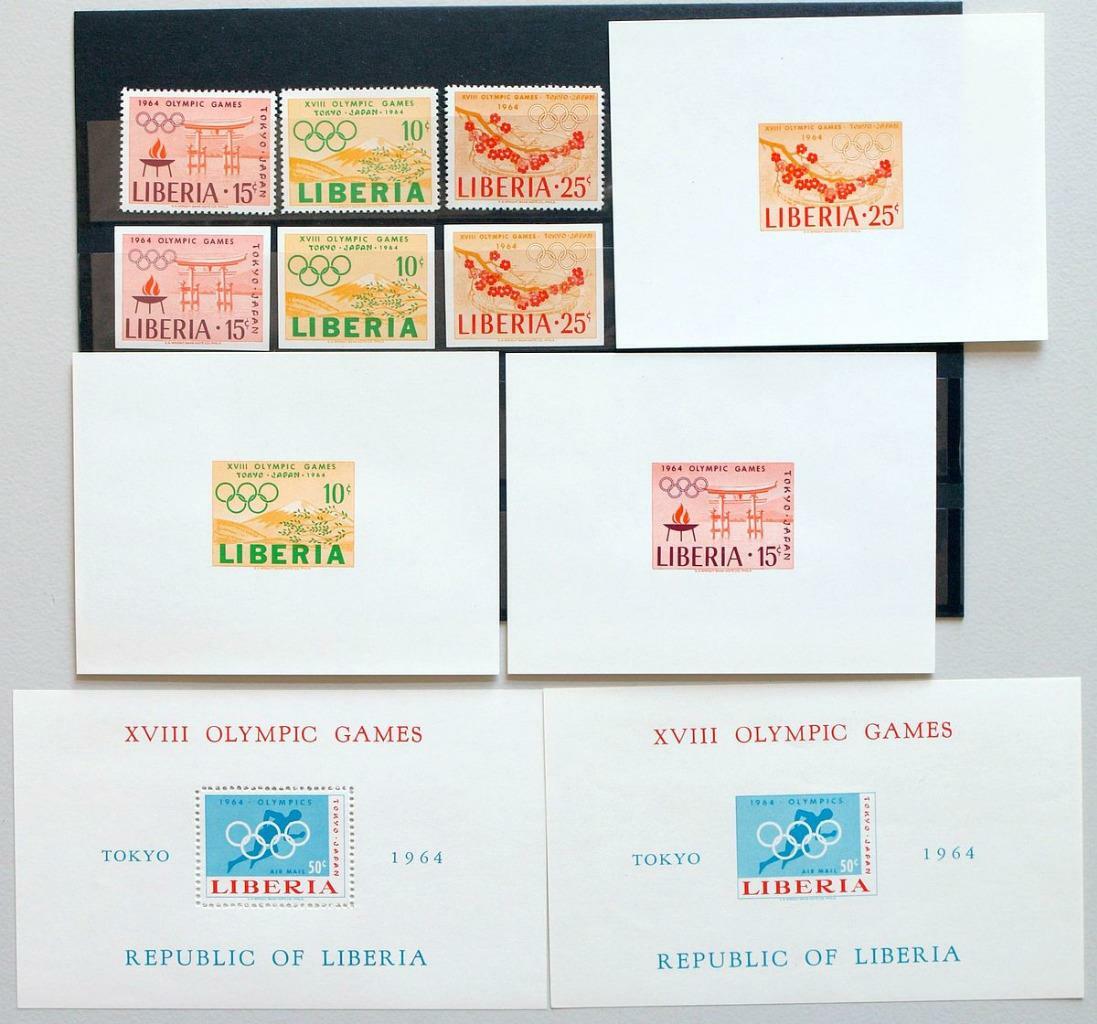 1964 OLYMPIC GAMES
TOKYO · JAPAN
LIBERIA · 15¢
XVIII OLYMPIC GAMES
TOKYO · JAPAN · 1964
10¢
LIBERIA
XVIII OLYMPIC GAMES · TOKYO · JAPAN
1964
LIBERIA · 25¢
XVIII OLYMPIC GAMES · TOKYO · JAPAN
1964
LIBERIA · 25¢
1964 OLYMPIC GAMES
TOKYO · JAPAN
LIBERIA · 15¢
XVIII OLYMPIC GAMES
TOKYO · JAPAN · 1964
10¢
LIBERIA
XVIII OLYMPIC GAMES · TOKYO · JAPAN
1964
LIBERIA · 25¢
XVIII OLYMPIC GAMES
TOKYO · JAPAN · 1964
10¢
LIBERIA
1964 OLYMPIC GAMES
TOKYO · JAPAN
LIBERIA · 15¢
XVIII OLYMPIC GAMES
1964 · OLYMPICS
TOKYO · JAPAN
TOKYO
1964
50¢
AIR MAIL
LIBERIA
REPUBLIC OF LIBERIA
XVIII OLYMPIC GAMES
1964 · OLYMPICS
TOKYO · JAPAN
TOKYO
1964
50¢
AIR MAIL
LIBERIA
REPUBLIC OF LIBERIA